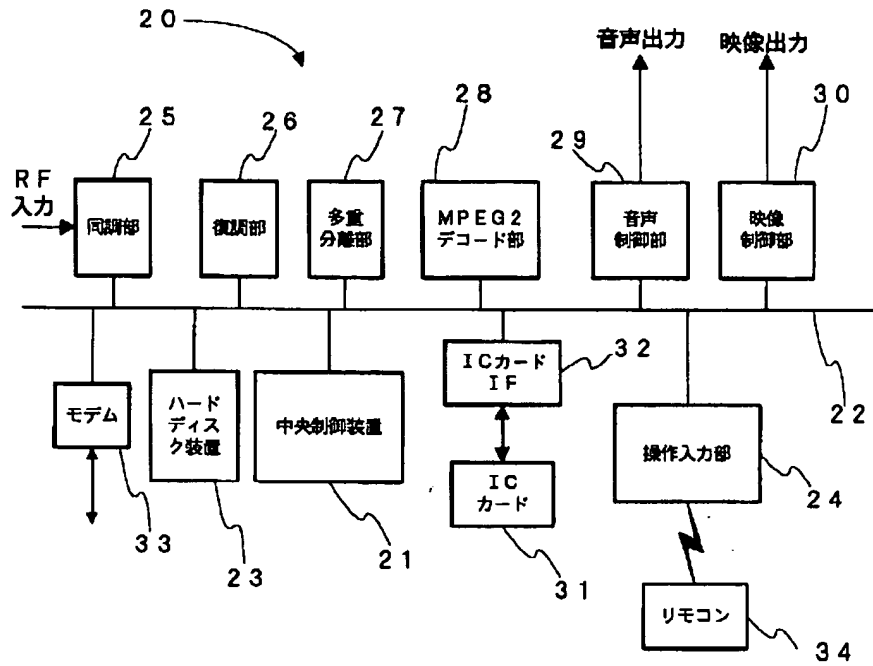 20
音声出力
映像出力
25
26
27
28
29
30
RF
入力
同調部
復調部
多重
分離部
MPEG2
デコード部
音声
制御部
映像
制御部
モデム
ハード
ディス
ク装置
中央制御装置
ICカード
IF
32
22
操作入力部
IC
カード
24
33
23
21
31
リモコン
34